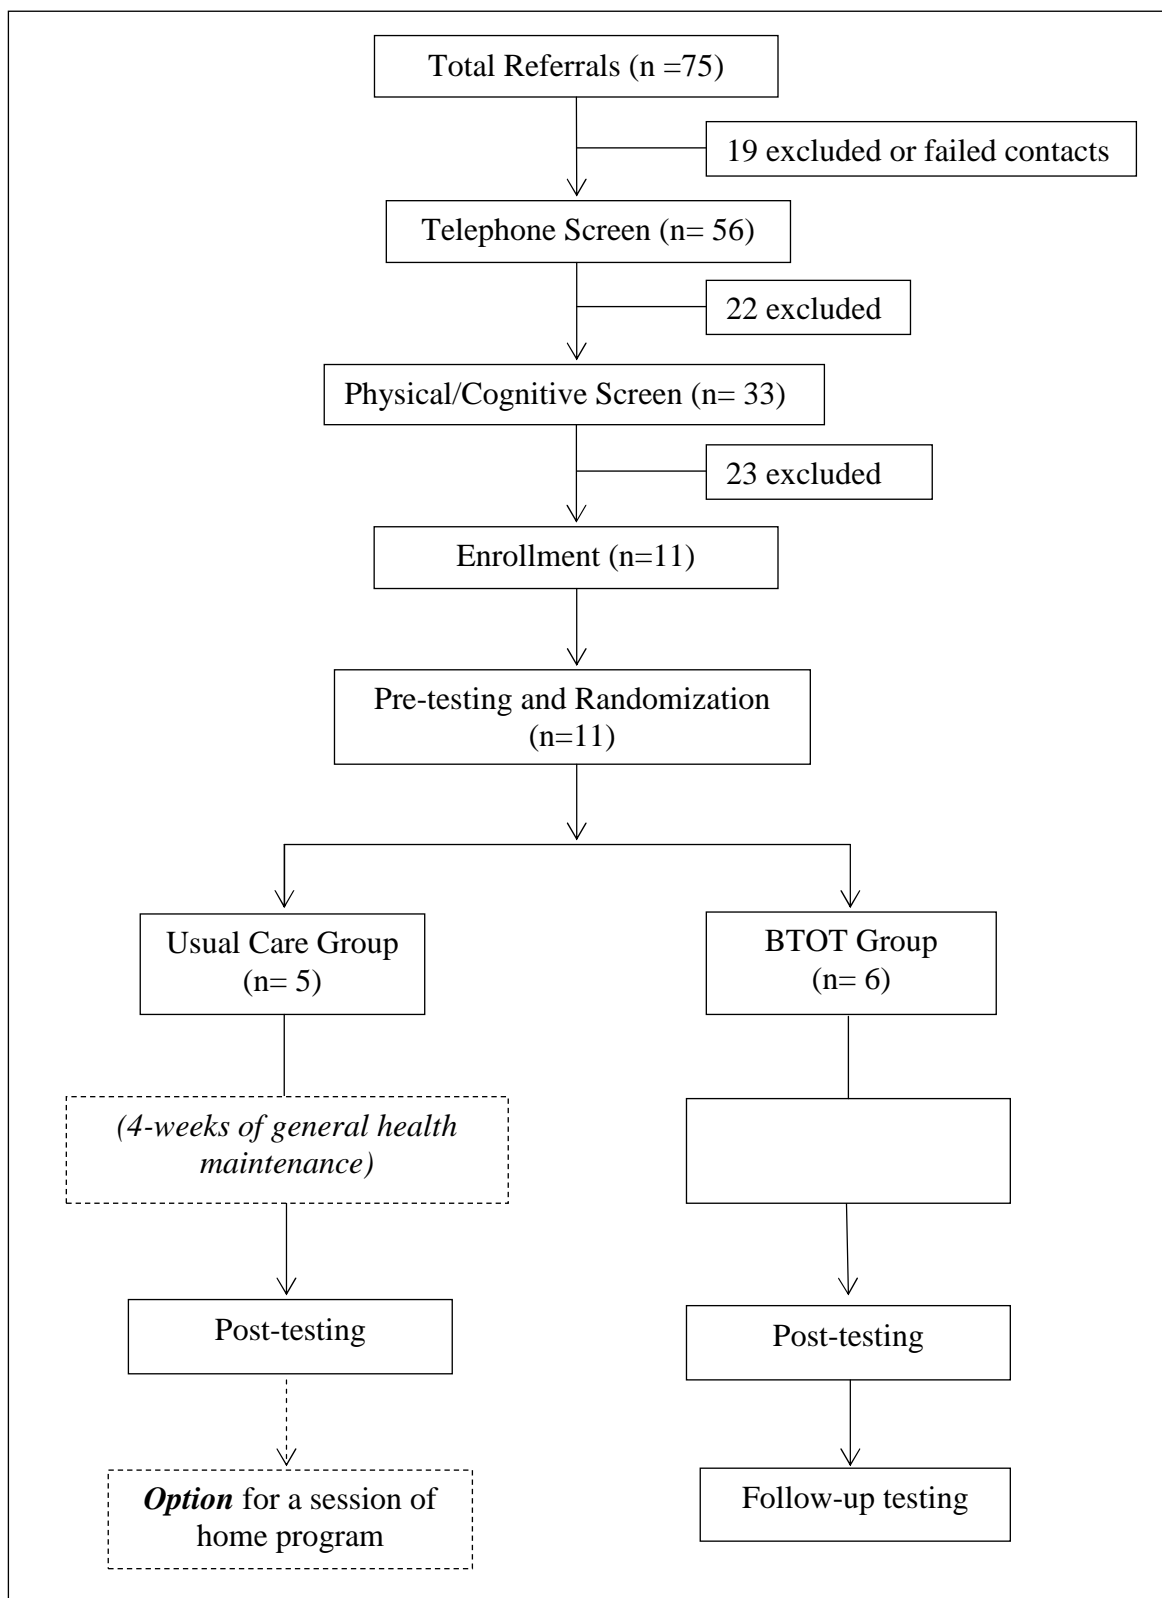 Total Referrals (n =75)
19 excluded or failed contacts
Telephone Screen (n= 56)
22 excluded
Physical/Cognitive Screen (n= 33)
23 excluded
Enrollment (n=11)
Pre-testing and Randomization
(n=11)
Usual Care Group
(n= 5)
BTOT Group
(n= 6)
(4-weeks of general health
maintenance)
Post-testing
Post-testing
Option for a session of
home program
Follow-up testing